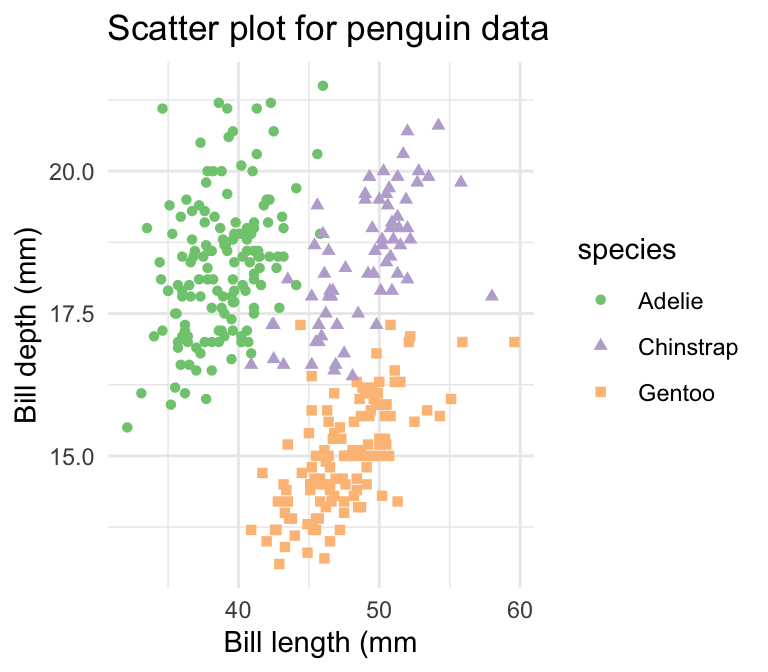 Scatter plot for penguin data
Bill depth (mm)
20.0
17.5
15.0
40
50
60
Bill length (mm
species
Adelie
Chinstrap
Gentoo